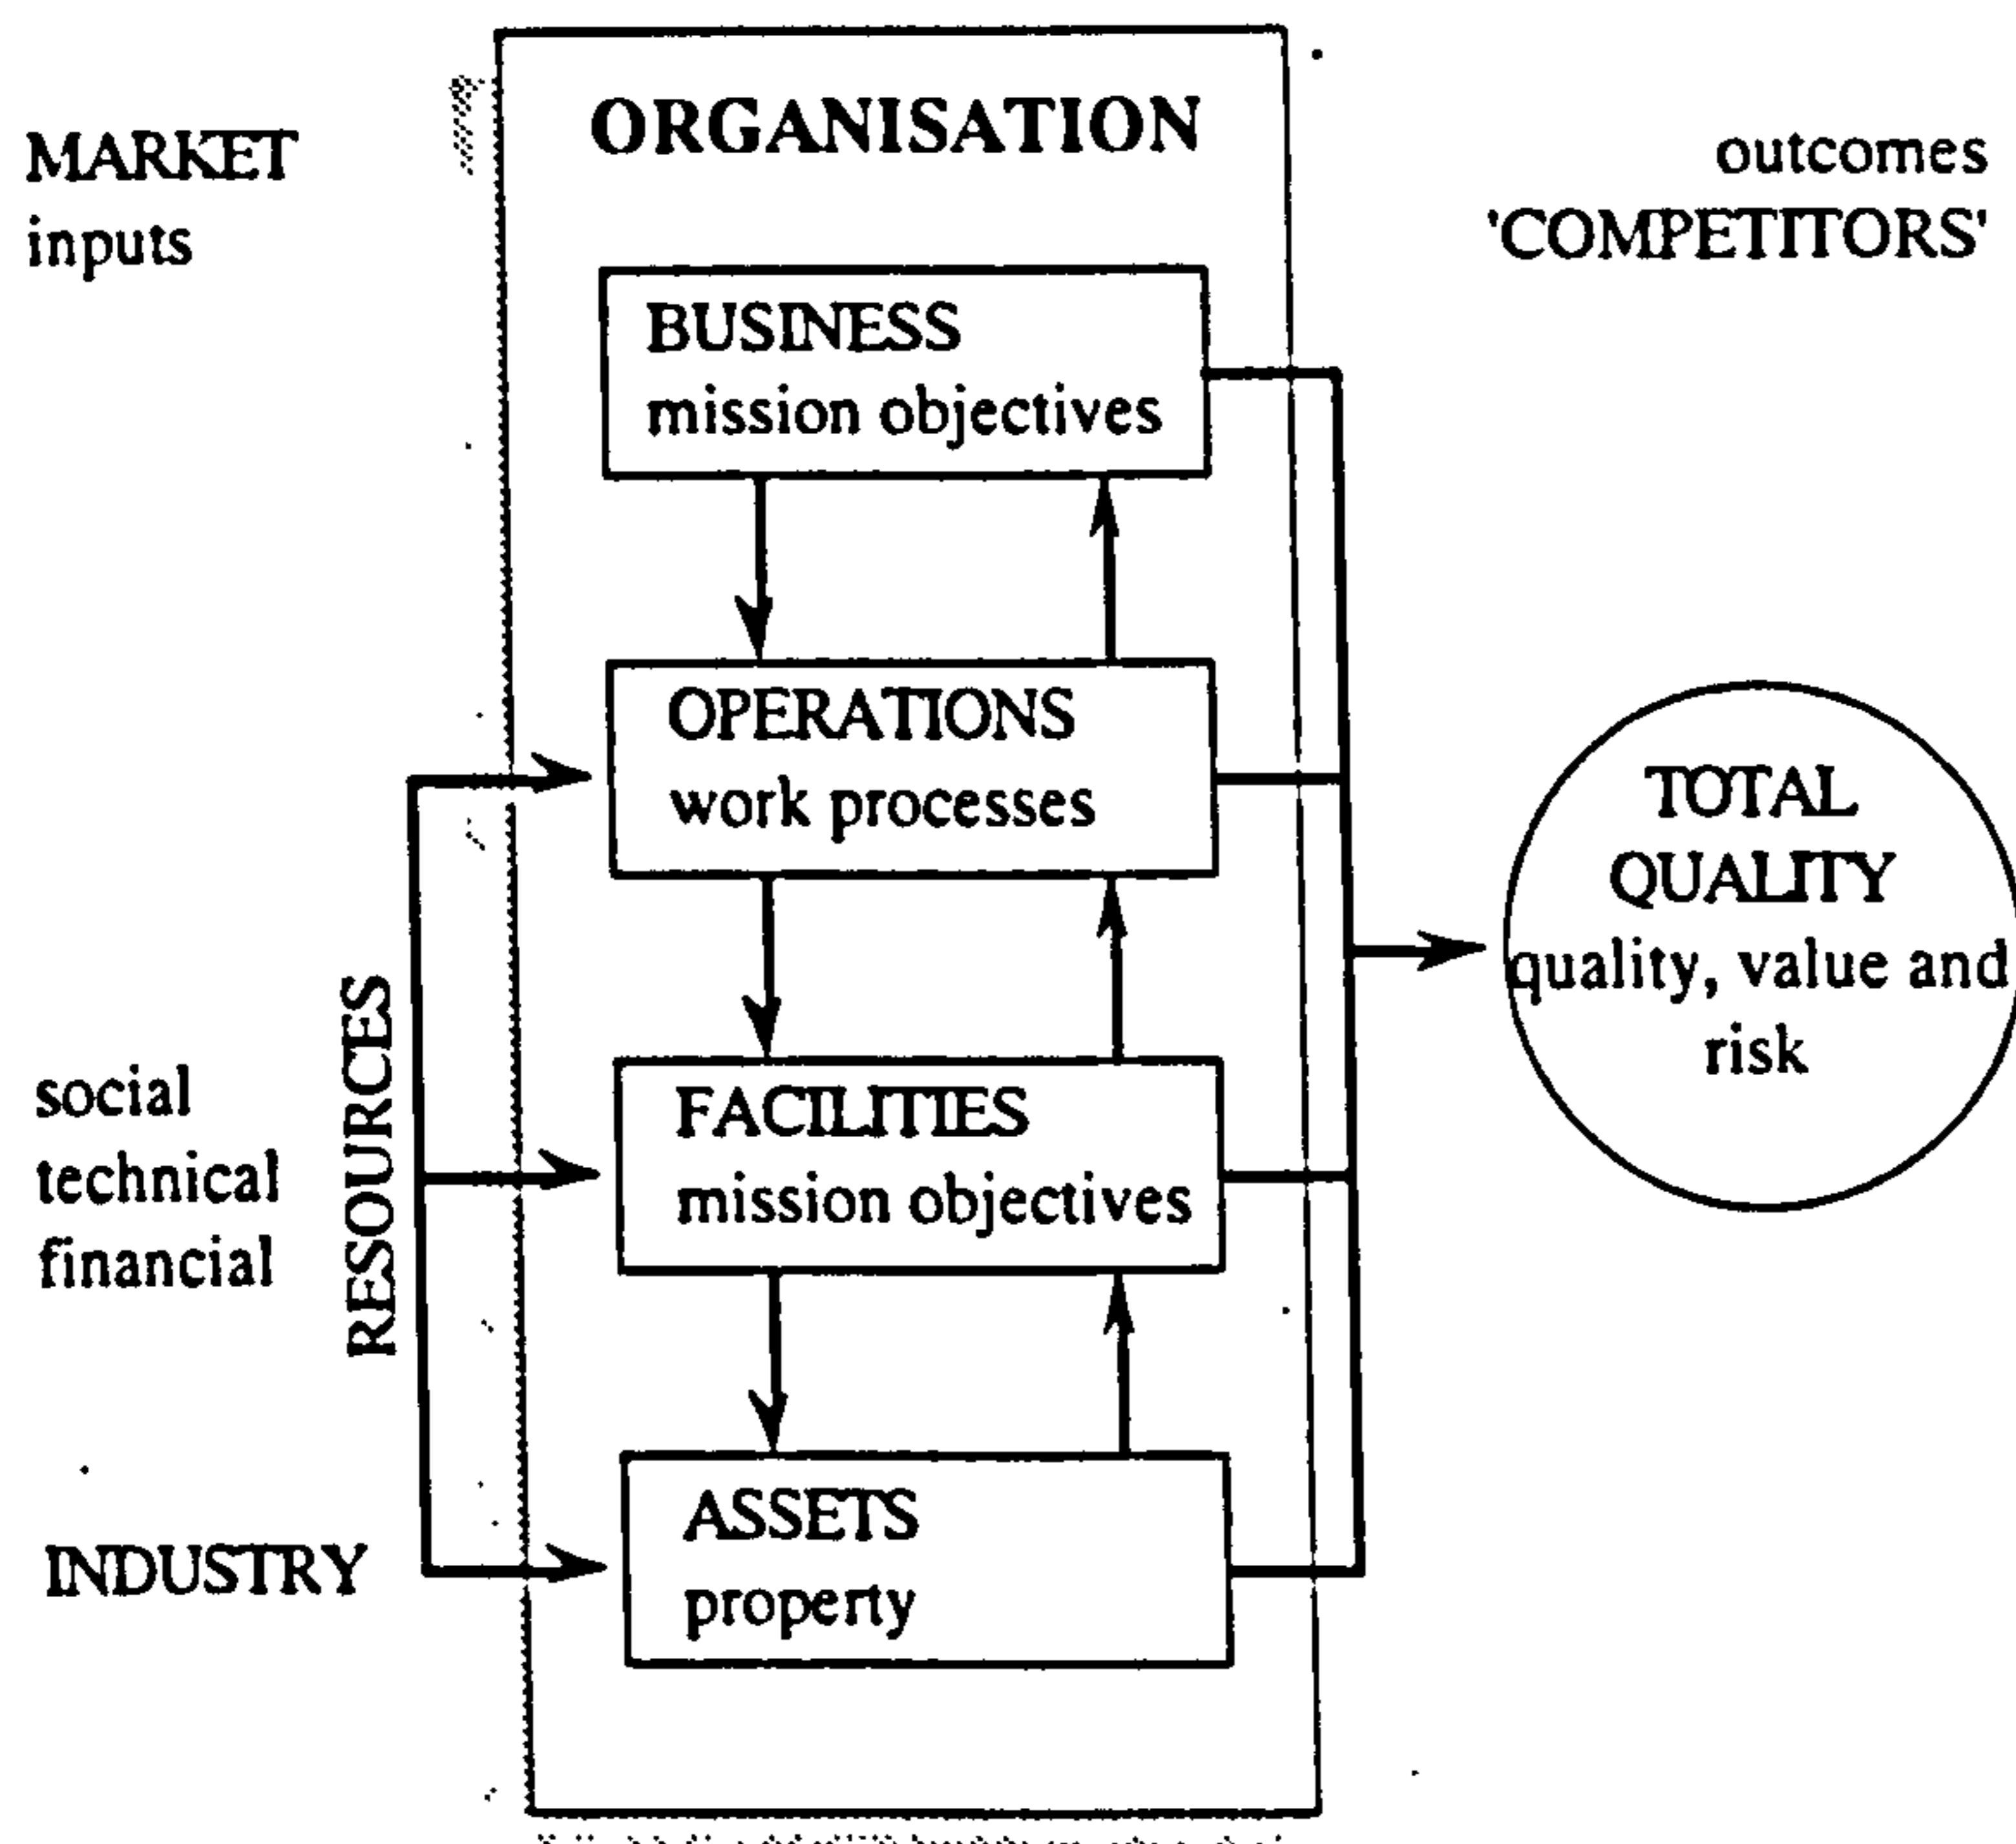 ORGANISATION
MARKET
inputs
outcomes
'COMPETITORS'
BUSINESS
mission objectives
OPERATIONS
work processes
TOTAL
QUALITY
quality, value and
risk
RESOURCES
social
technical
financial
FACILITIES
mission objectives
INDUSTRY
ASSETS
property